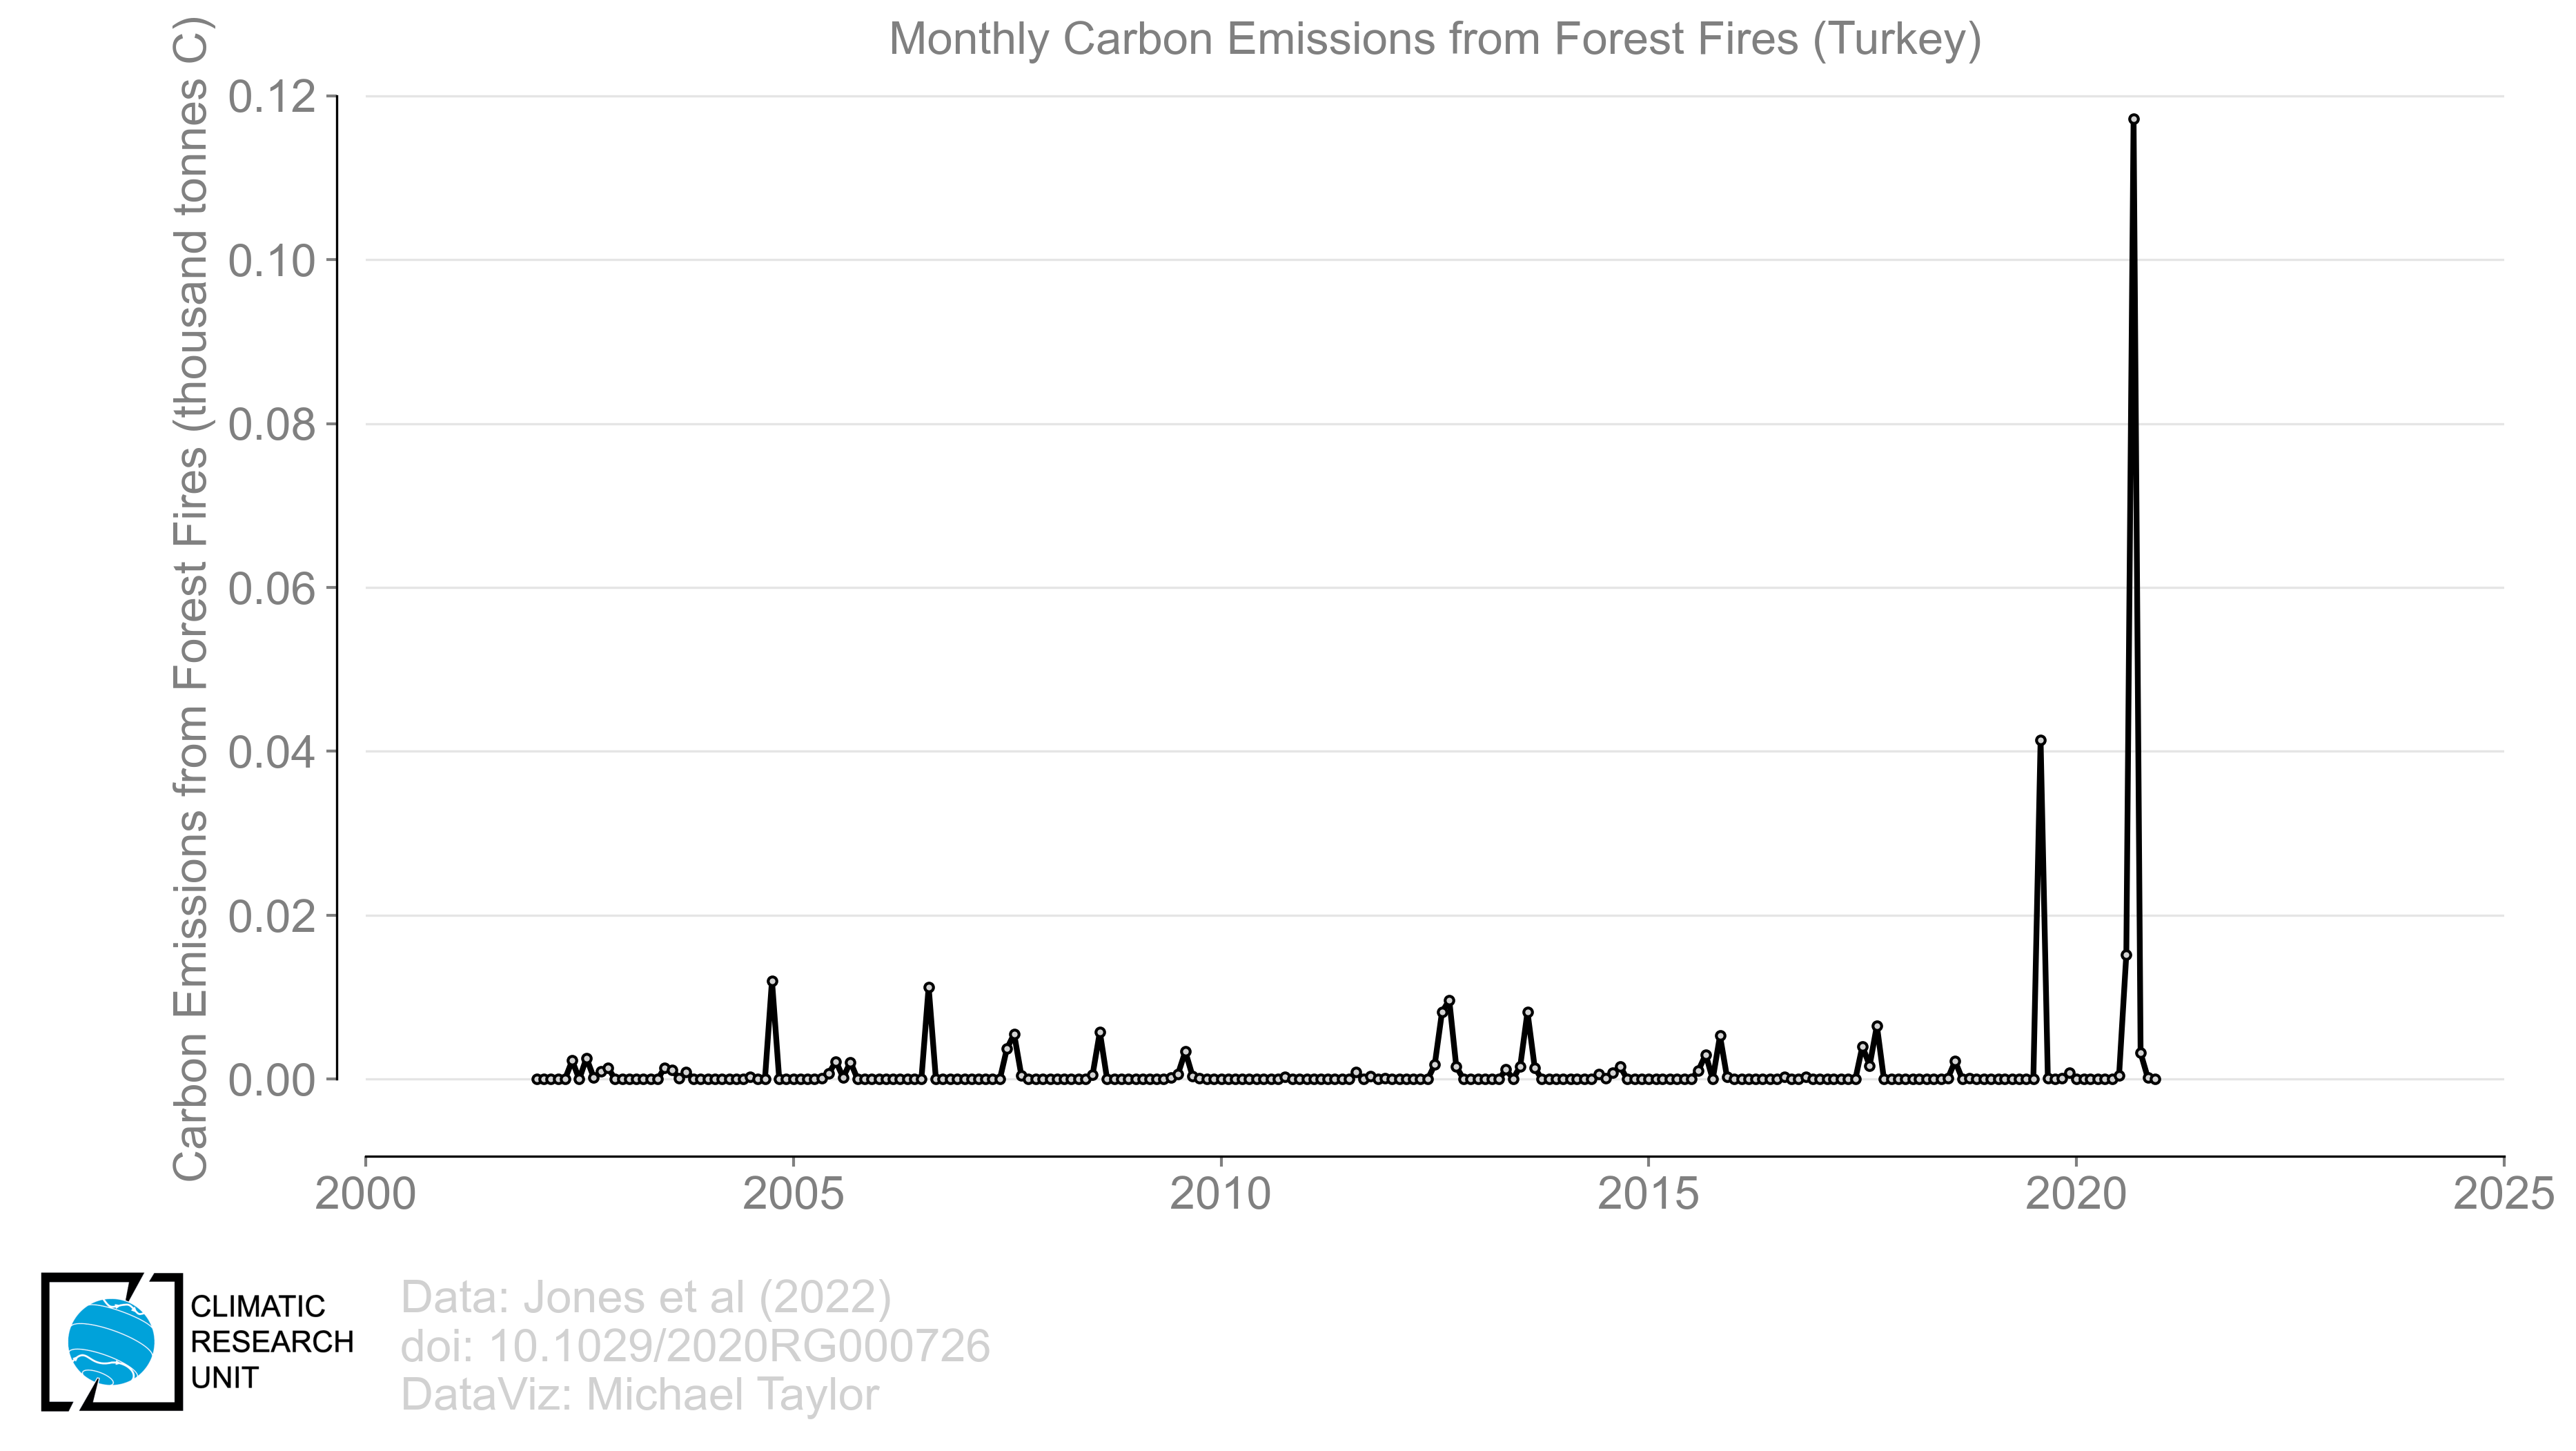 Monthly Carbon Emissions from Forest Fires (Turkey)
Carbon Emissions from Forest Fires (thousand tonnes C)
0.12
0.10
0.08
0.06
0.04
0.02
0.00
2000 2005 2010 2015 2020 2025
CLIMATIC
RESEARCH
UNIT
Data: Jones et al (2022)
doi: 10.1029/2020RG000726
DataViz: Michael Taylor